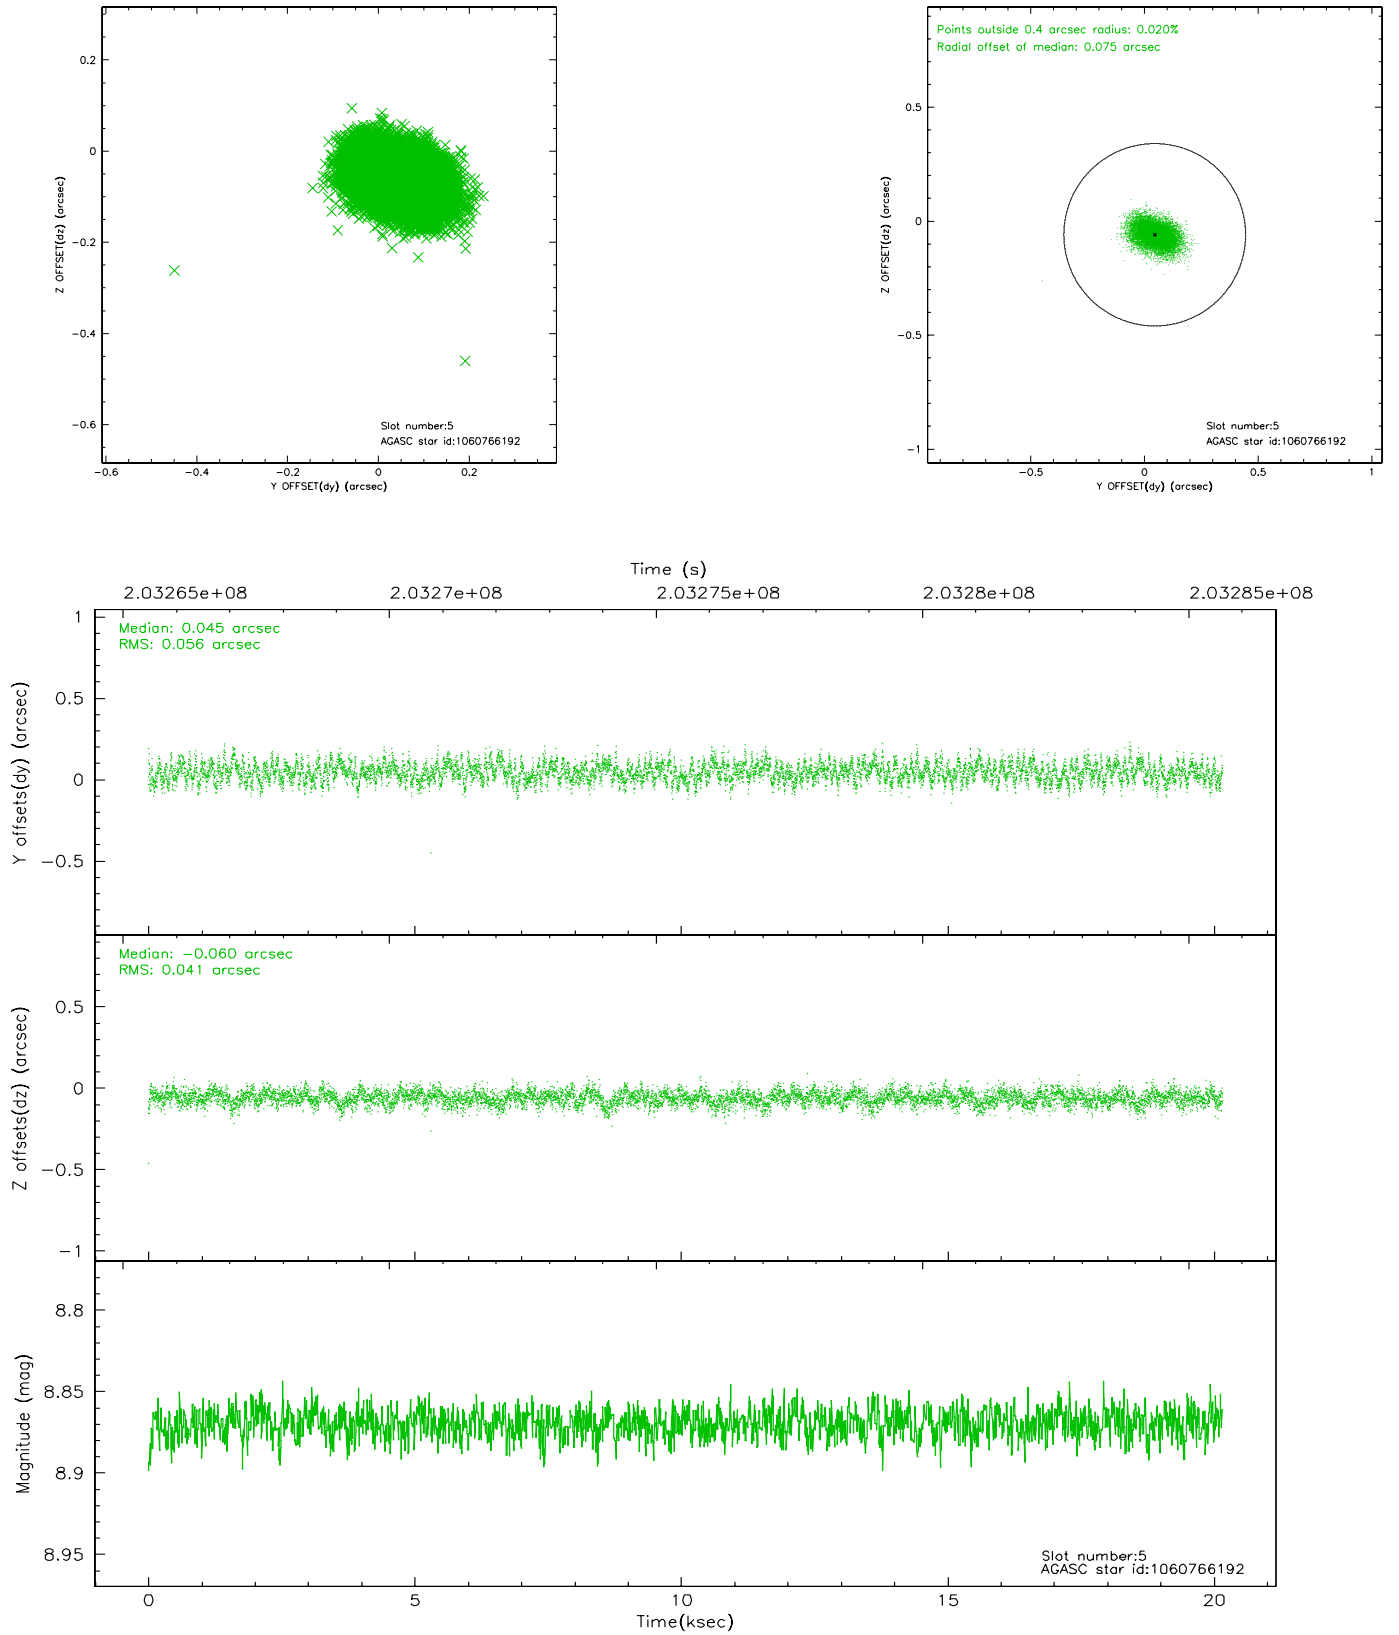 0.2
0
−0.2
−0.4
−0.6
Z OFFSET(dz) (arcsec)
Slot number:5
AGASC star id:1060766192
−0.6
−0.4
−0.2
0
0.2
Y OFFSET(dy) (arcsec)
Points outside 0.4 arcsec radius: 0.020%
Radial offset of median: 0.075 arcsec
0.5
0
−0.5
−1
Z OFFSET(dz) (arcsec)
Slot number:5
AGASC star id:1060766192
−0.5
0
0.5
1
Y OFFSET(dy) (arcsec)
Time (s)
2.03265e+08
2.0327e+08
2.03275e+08
2.0328e+08
2.03285e+08
Median: 0.045 arcsec
RMS: 0.056 arcsec
1
0.5
0
−0.5
Y offsets(dy) (arcsec)
Median: −0.060 arcsec
RMS: 0.041 arcsec
0.5
0
−0.5
−1
Z offsets(dz) (arcsec)
8.8
8.85
8.9
8.95
Magnitude (mag)
Slot number:5
AGASC star id:1060766192
0
5
10
15
20
Time(ksec)